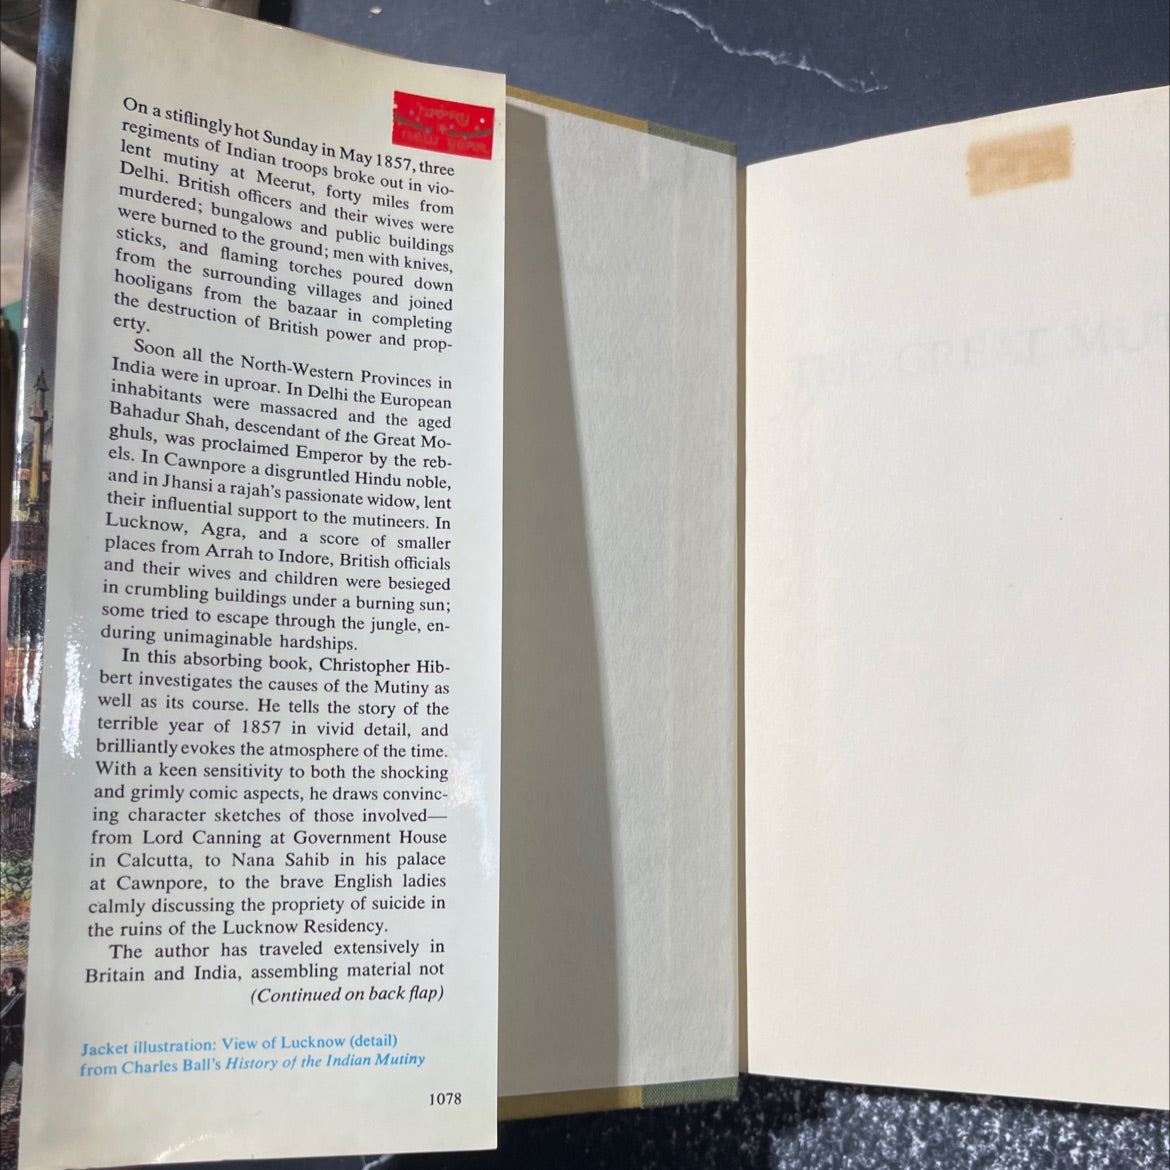 happy
new year
On a stiflingly hot Sunday in May 1857, three
regiments of Indian troops broke out in vio-
lent mutiny at Meerut, forty miles from
Delhi. British officers and their wives were
murdered; bungalows and public buildings
were burned to the ground; men with knives,
sticks, and flaming torches poured down
from the surrounding villages and joined
hooligans from the bazaar in completing
the destruction of British power and prop-
erty.
Soon all the North-Western Provinces in
India were in uproar. In Delhi the European
inhabitants were massacred and the aged
Bahadur Shah, descendant of the Great Mo-
ghuls, was proclaimed Emperor by the reb-
els. In Cawnpore a disgruntled Hindu noble,
and in Jhansi a rajah's passionate widow, lent
their influential support to the mutineers. In
Lucknow, Agra, and a score of smaller
places from Arrah to Indore, British officials
and their wives and children were besieged
in crumbling buildings under a burning sun;
some tried to escape through the jungle, en-
during unimaginable hardships.
In this absorbing book, Christopher Hib-
bert investigates the causes of the Mutiny as
well as its course. He tells the story of the
terrible year of 1857 in vivid detail, and
brilliantly evokes the atmosphere of the time.
With a keen sensitivity to both the shocking
and grimly comic aspects, he draws convinc-
ing character sketches of those involved—
from Lord Canning at Government House
in Calcutta, to Nana Sahib in his palace
at Cawnpore, to the brave English ladies
calmly discussing the propriety of suicide in
the ruins of the Lucknow Residency.
The author has traveled extensively in
Britain and India, assembling material not
(Continued on back flap)
Jacket illustration: View of Lucknow (detail)
from Charles Ball's History of the Indian Mutiny
1078
THE GREAT MUT